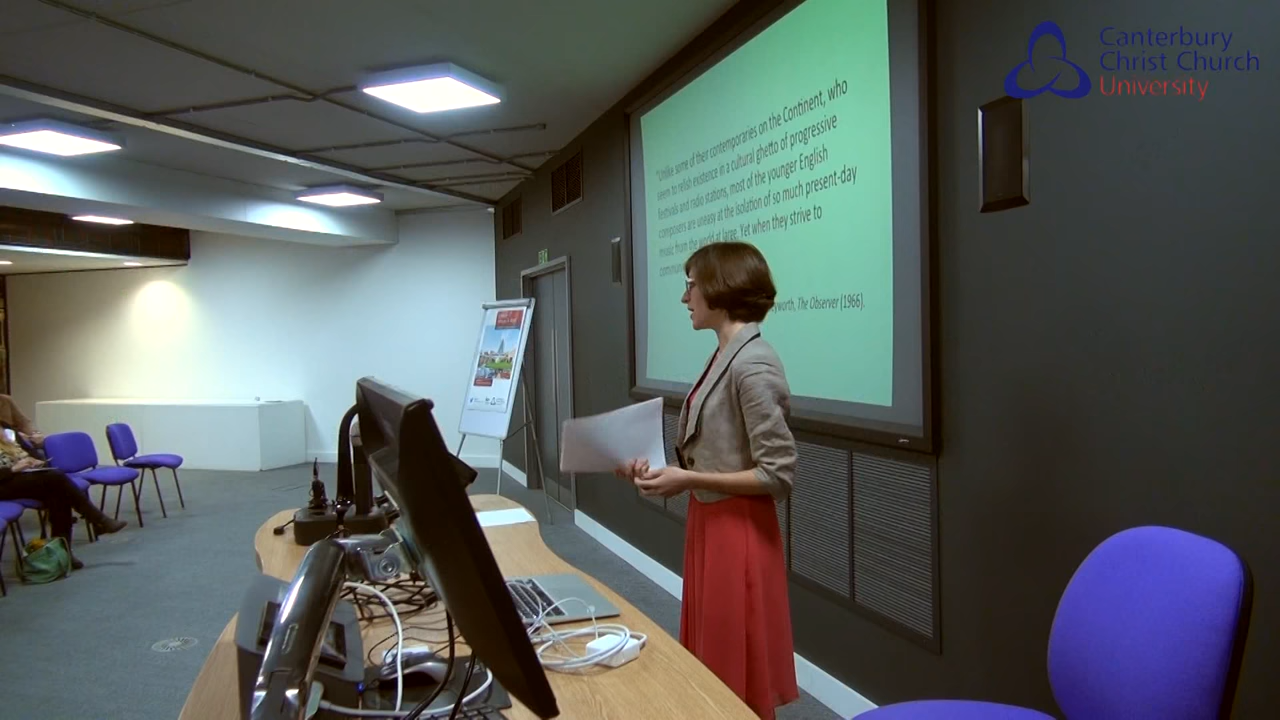 Canterbury
Christ Church
University
"Unlike some of their contemporaries on the Continent, who
seem to relish existence in a cultural ghetto of progressive
festivals and radio stations, most of the younger English
composers are uneasy at the isolation of so much present-day
music from the world at large. Yet when they strive to
The Observer (1966).